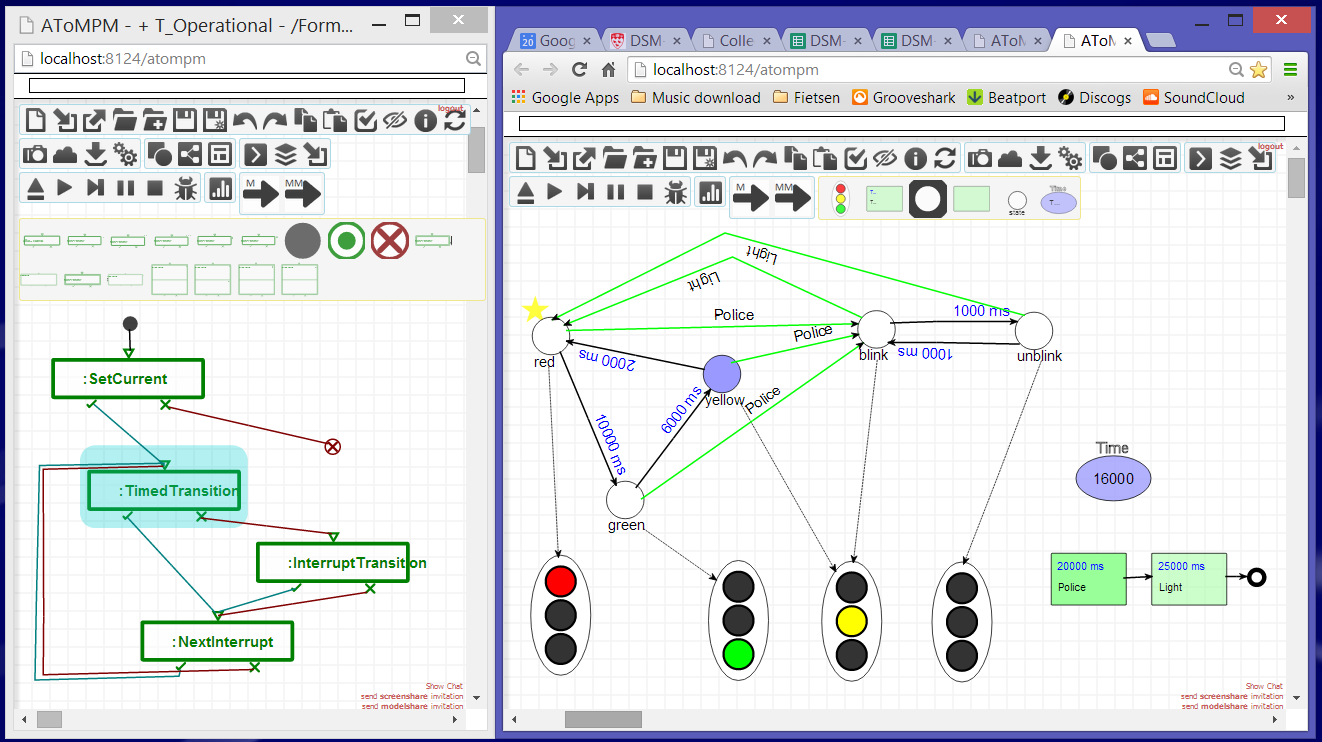 AToMPM - + T_Operational - /Form...
localhost:8124/atompm
logout
M
MM
:SetCurrent
:TimedTransition
:InterruptTransition
:NextInterrupt
Show Chat
send screenshare invitation
send modelshare invitation
20
Goog
DSM-
Colle
DSM-
DSM-
AToM
AToM
localhost:8124/atompm
Google Apps
Music download
Fietsen
Grooveshark
Beatport
Discogs
SoundCloud
»
logout
M
MM
T...
T...
state
Time
T...
Light
Light
Police
1000 ms
Police
1000 ms
red
blink
unblink
2000 ms
yellow
Police
6000 ms
10000 ms
green
Time
16000
20000 ms
Police
25000 ms
Light
Show Chat
send screenshare invitation
send modelshare invitation